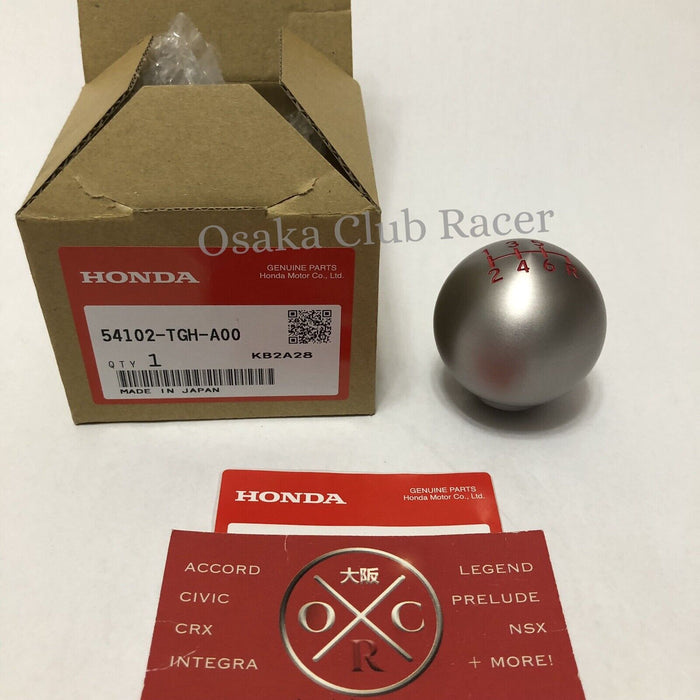 Osaka Club Racer
HONDA
GENUINE PARTS
Honda Motor Co., Ltd.
54102-TGH-A00
QTY 1
KB2A28
MADE IN JAPAN
1 3 5
2 4 6 R
HONDA
GENUINE PARTS
Honda Motor Co., Ltd.
ACCORD
CIVIC
CRX
INTEGRA
大阪
O C
R
LEGEND
PRELUDE
NSX
+ MORE!